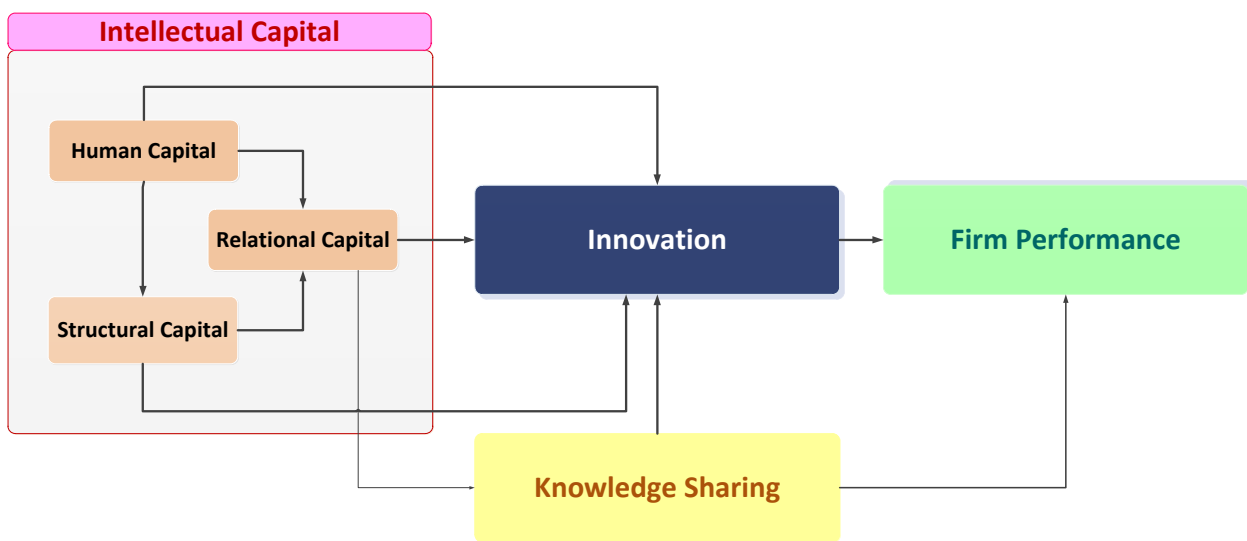 Intellectual Capital
Human Capital
Relational Capital
Structural Capital
Innovation
Firm Performance
Knowledge Sharing